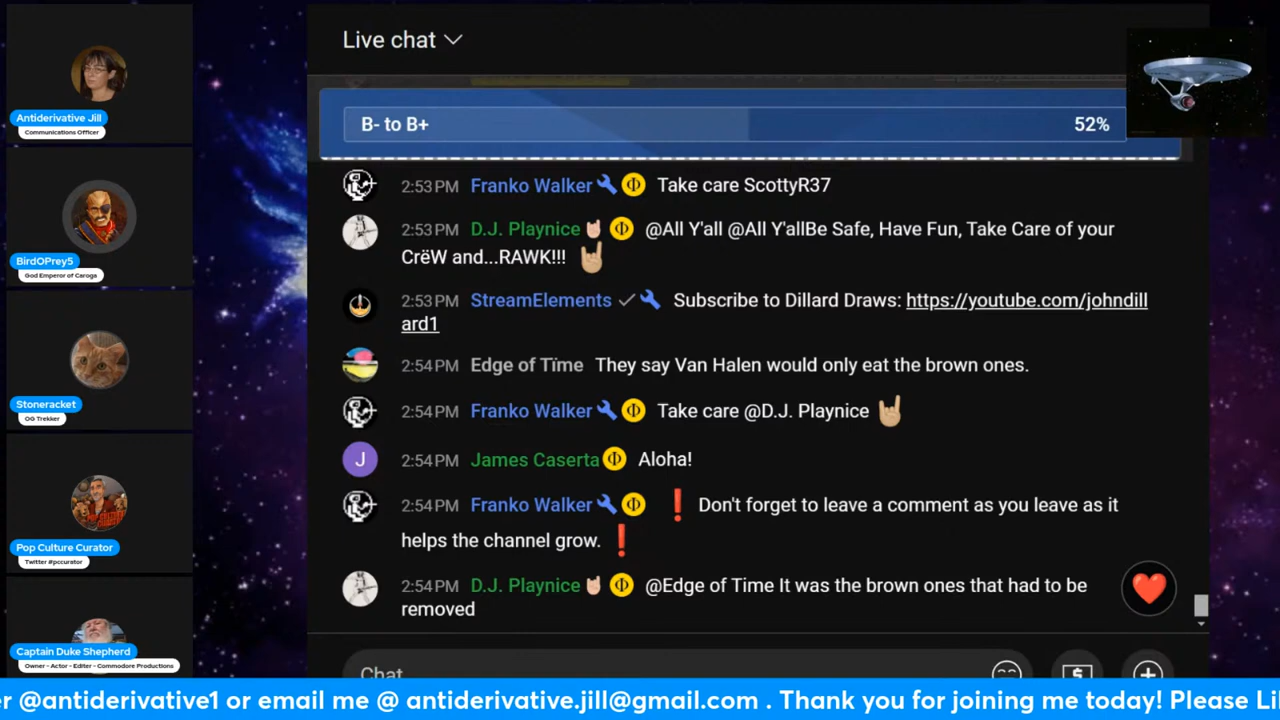 Antiderivative Jill
Communications Officer
BirdOPrey5
God Emperor of Caroga
Stoneracket
OG Trekker
Pop Culture Curator
Twitter #pccurator
Captain Duke Shepherd
Owner - Actor - Editer - Commodore Productions
Live chat
B- to B+ 52%
2:53 PM Franko Walker Take care ScottyR37
2:53 PM D.J. Playnice🤘🏻 @All Y'all @All Y'allBe Safe, Have Fun, Take Care of your
CrëW and...RAWK!!! 🤘🏼
2:53 PM StreamElements Subscribe to Dillard Draws: https://youtube.com/johndill
ard1
2:54 PM Edge of Tïme They say Van Halen would only eat the brown ones.
2:54 PM Franko Walker Take care @D.J. Playnice 🤘🏼
J 2:54 PM James Caserta Aloha!
2:54 PM Franko Walker ❗ Don't forget to leave a comment as you leave as it
helps the channel grow. ❗
2:54 PM D.J. Playnice🤘🏻 @Edge of Time It was the brown ones that had to be
removed
Chat
er @antiderivative1 or email me @ antiderivative.jill@gmail.com . Thank you for joining me today! Please Li